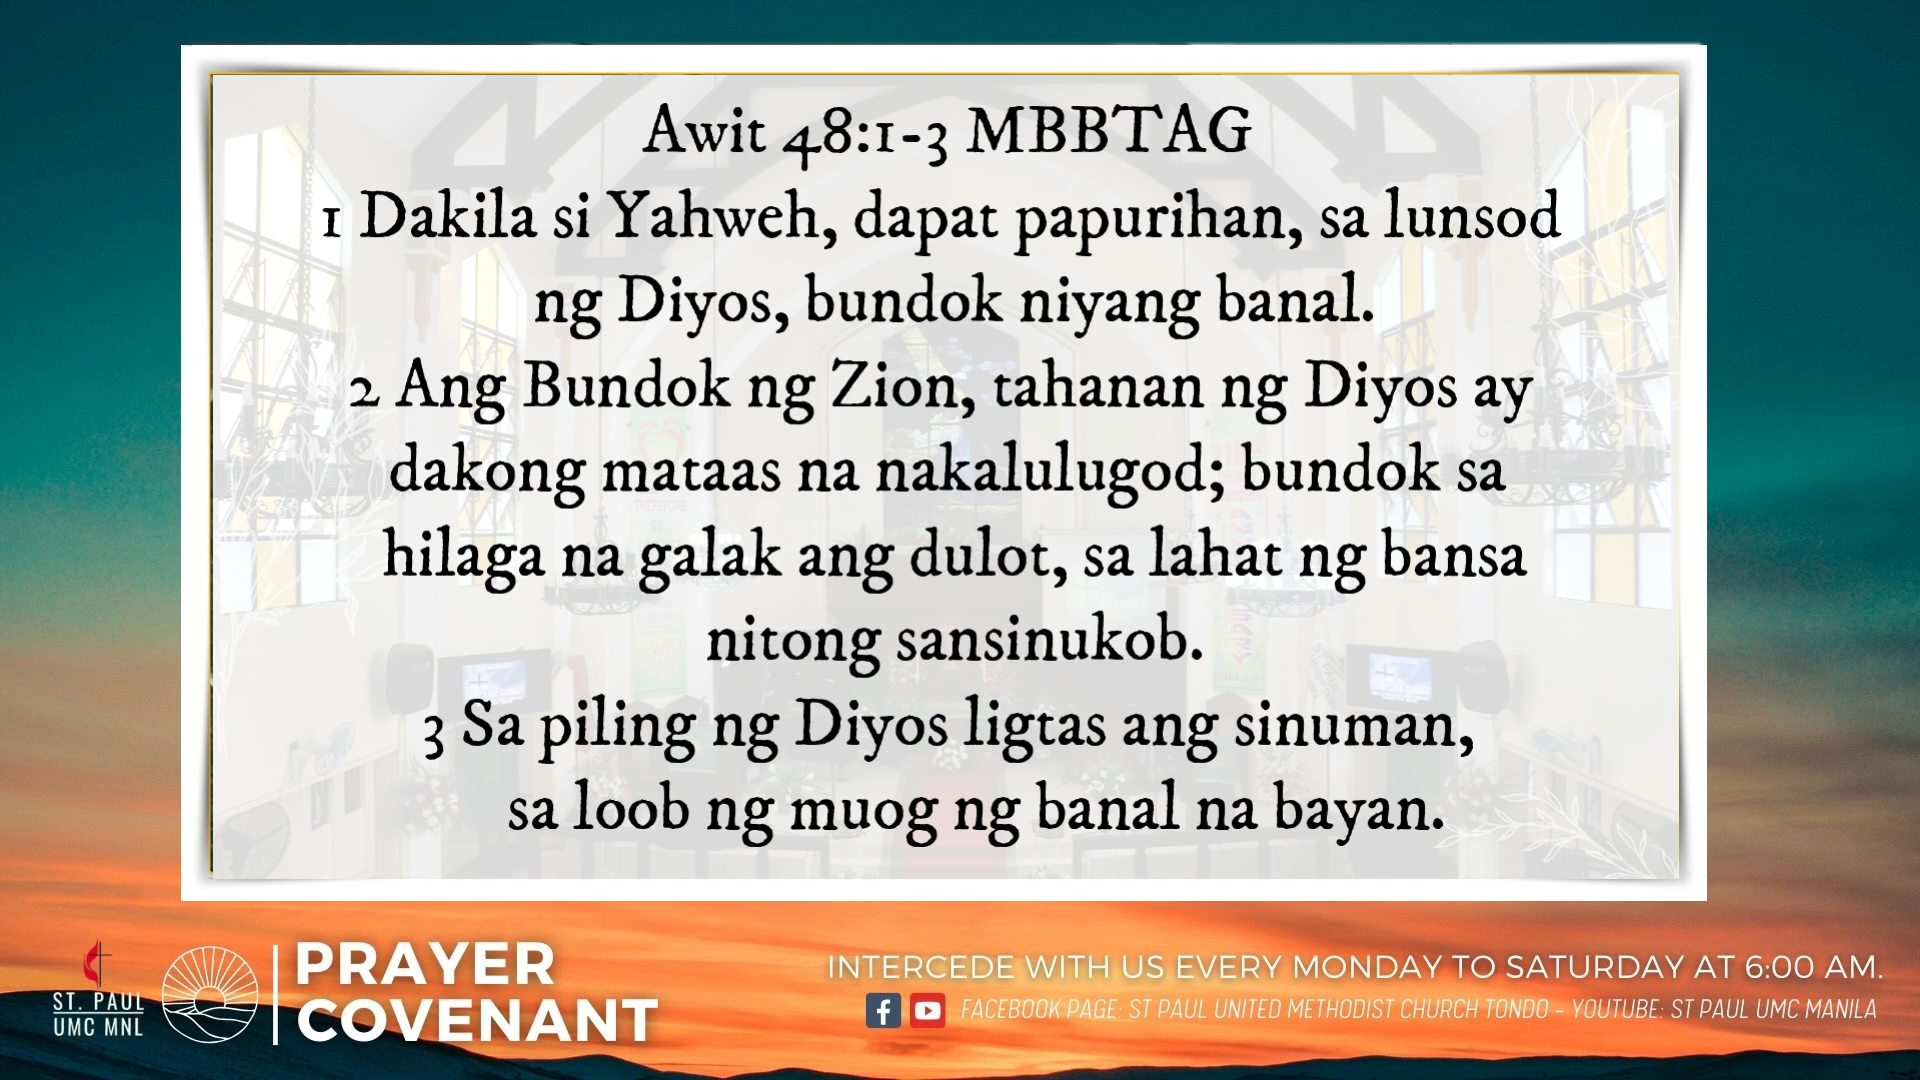 Awit 48:1-3 MBBTAG
1 Dakila si Yahweh, dapat papurihan, sa lunsod
ng Diyos, bundok niyang banal.
2 Ang Bundok ng Zion, tahanan ng Diyos ay
dakong mataas na nakalulugod; bundok sa
hilaga na galak ang dulot, sa lahat ng bansa
nitong sansinukob.
3 Sa piling ng Diyos ligtas ang sinuman,
sa loob ng muog ng banal na bayan.
ST. PAUL
UMC MNL
PRAYER
COVENANT
INTERCEDE WITH US EVERY MONDAY TO SATURDAY AT 6:00 AM.
FACEBOOK PAGE: ST PAUL UNITED METHODIST CHURCH TONDO - YOUTUBE: ST PAUL UMC MANILA